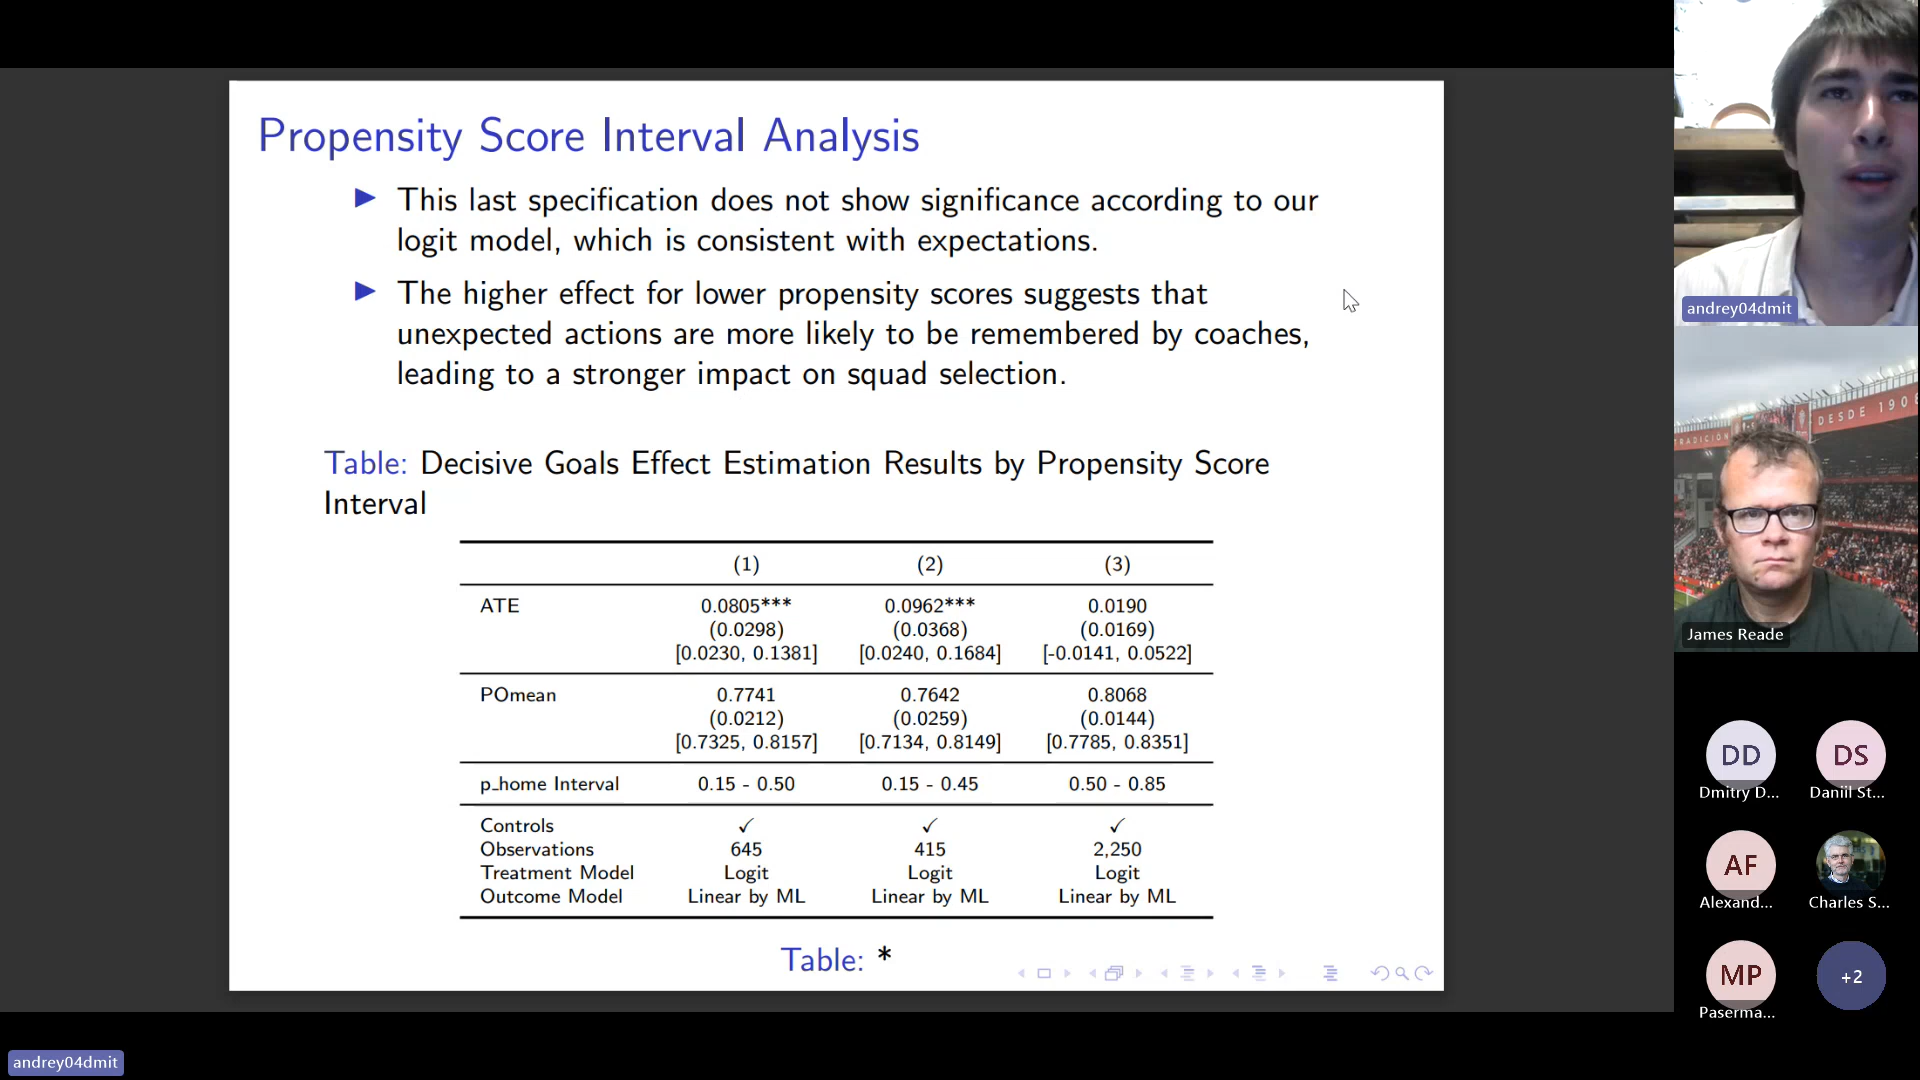 Propensity Score Interval Analysis
This last specification does not show significance according to our
logit model, which is consistent with expectations.
The higher effect for lower propensity scores suggests that
unexpected actions are more likely to be remembered by coaches,
leading to a stronger impact on squad selection.
Table: Decisive Goals Effect Estimation Results by Propensity Score
Interval
(1) (2) (3)
ATE 0.0805*** 0.0962*** 0.0190
(0.0298) (0.0368) (0.0169)
[0.0230, 0.1381] [0.0240, 0.1684] [-0.0141, 0.0522]
POmean 0.7741 0.7642 0.8068
(0.0212) (0.0259) (0.0144)
[0.7325, 0.8157] [0.7134, 0.8149] [0.7785, 0.8351]
p_home Interval 0.15 - 0.50 0.15 - 0.45 0.50 - 0.85
Controls ✓ ✓ ✓
Observations 645 415 2,250
Treatment Model Logit Logit Logit
Outcome Model Linear by ML Linear by ML Linear by ML
Table: *
andrey04dmit
DESDE 1908
TRADICIÓN
James Reade
DD DS
Dmitry D... Daniil St...
AF
Alexand... Charles S...
MP +2
Paserma...
andrey04dmit